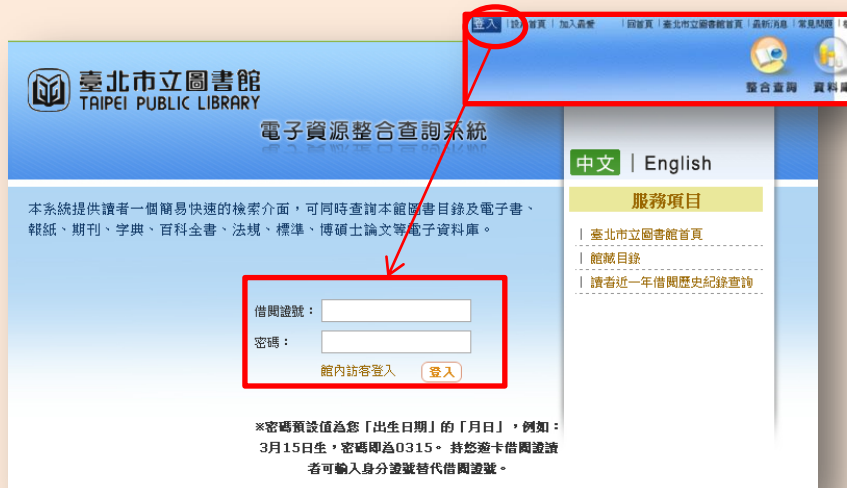 登入 | 設為首頁 | 加入最愛 | 回首頁 | 臺北市立圖書館首頁 | 最新消息 | 常見問題
整合查詢 資料庫
臺北市立圖書館
TAIPEI PUBLIC LIBRARY
電子資源整合查詢系統
中文 | English
服務項目
| 臺北市立圖書館首頁
| 館藏目錄
| 讀者近一年借閱歷史紀錄查詢
本系統提供讀者一個簡易快速的檢索介面，可同時查詢本館圖書目錄及電子書、
報紙、期刊、字典、百科全書、法規、標準、博碩士論文等電子資料庫。
借閱證號：
密碼：
館內訪客登入 登入
※密碼預設值為您「出生日期」的「月日」，例如：
3月15日生，密碼即為0315。持悠遊卡借閱證讀
者可輸入身分證號替代借閱證號。